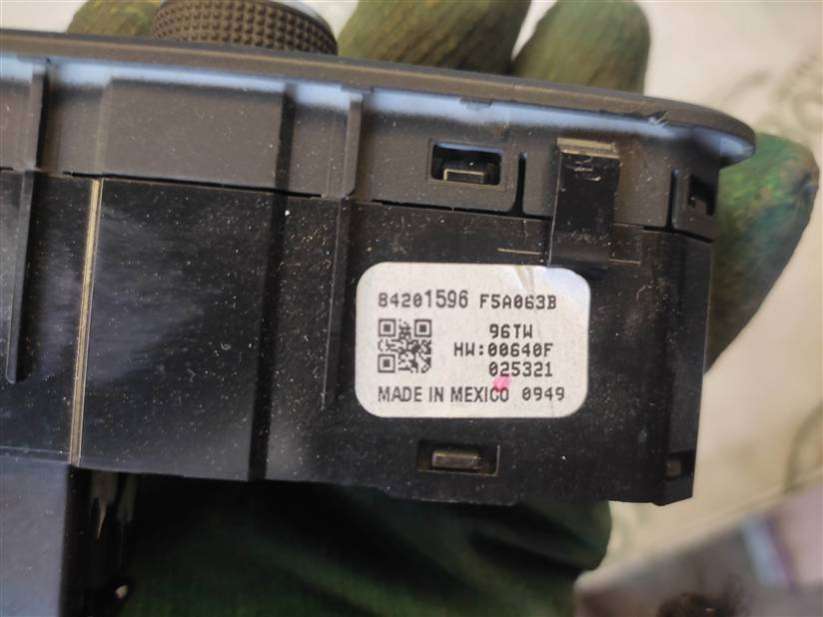 84201596 F5A063B
96TW
HW:00640F
025321
MADE IN MEXICO 0949